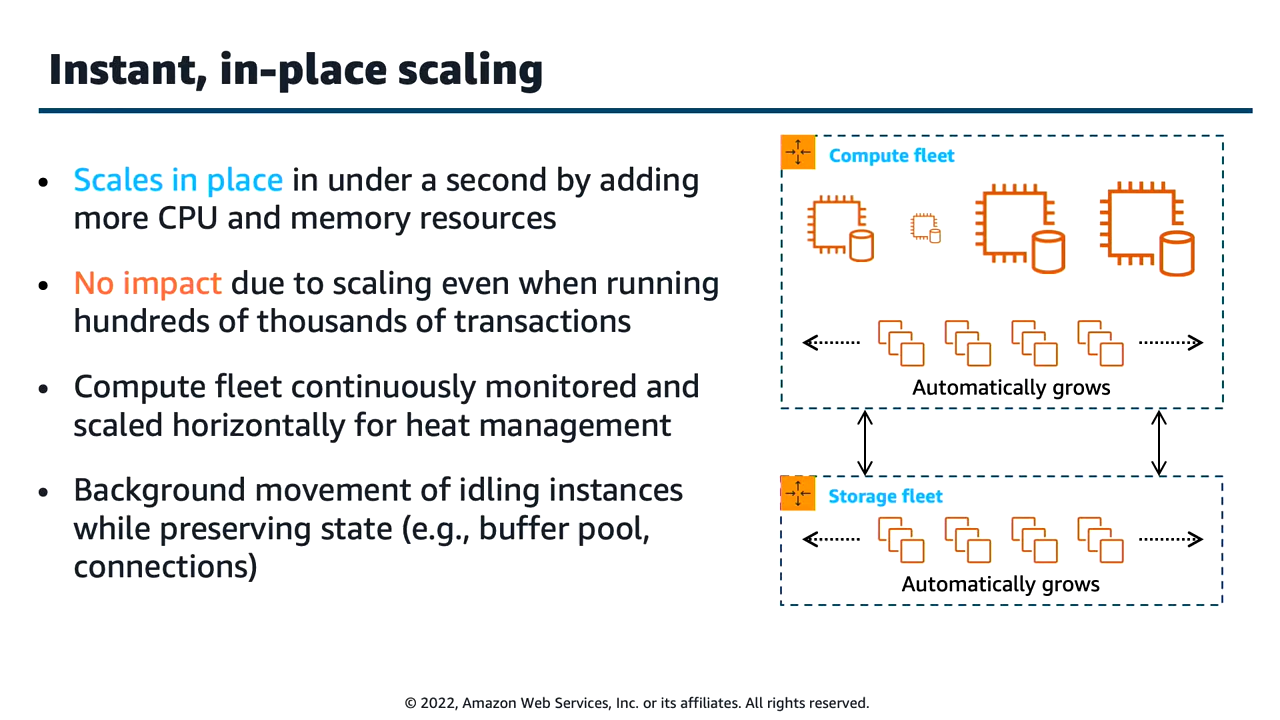 Instant, in-place scaling
• Scales in place in under a second by adding
more CPU and memory resources
• No impact due to scaling even when running
hundreds of thousands of transactions
• Compute fleet continuously monitored and
scaled horizontally for heat management
• Background movement of idling instances
while preserving state (e.g., buffer pool,
connections)
Compute fleet
Automatically grows
Storage fleet
Automatically grows
© 2022, Amazon Web Services, Inc. or its affiliates. All rights reserved.